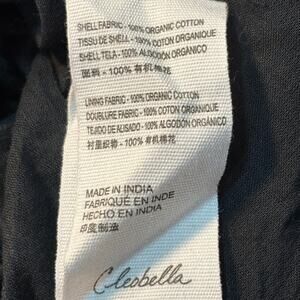 SHELL FABRIC - 100% ORGANIC COTTON
TISSU DE SHELL - 100% COTON ORGANIQUE
SHELL TELA - 100% ALGODÓN ORGÁNICO
面料 - 100% 有机棉花
LINING FABRIC - 100% ORGANIC COTTON
DOUBLURE FABRIC - 100% COTON ORGANIQUE
TEJIDO DE ALISADO - 100% ALGODÓN ORGÁNICO
衬里织物 - 100% 有机棉花
MADE IN INDIA
FABRIQUÉ EN INDE
HECHO EN INDIA
印度制造
Cleobella